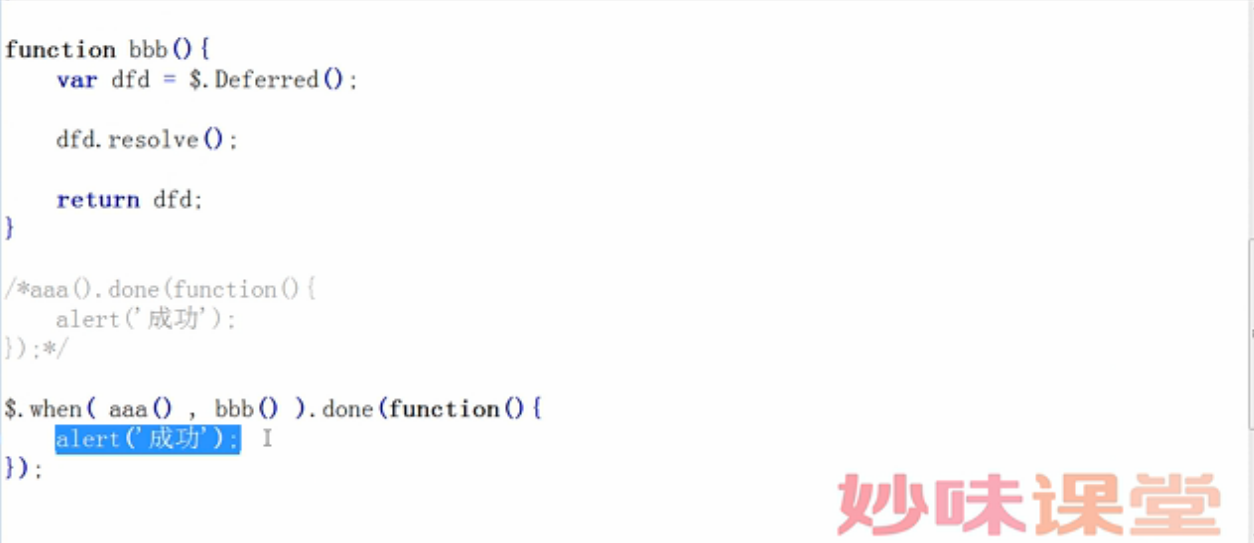 function bbb(){
    var dfd = $.Deferred();
    dfd.resolve();
    return dfd;
}
/*aaa().done(function(){
    alert('成功');
});*/
$.when( aaa() , bbb() ).done(function(){
    alert('成功');
});
妙味课堂